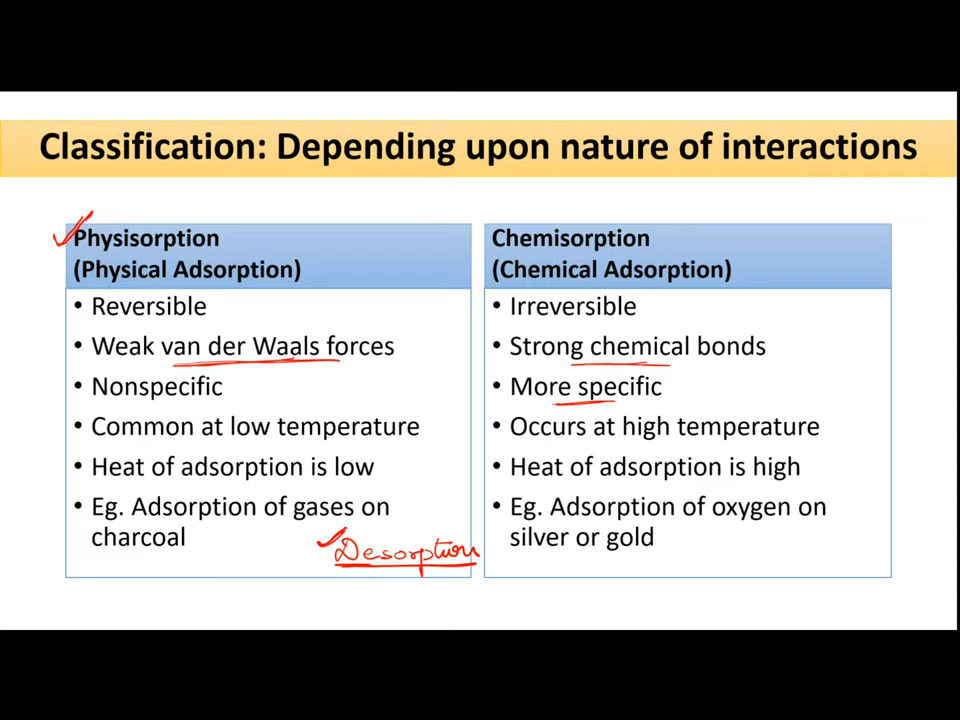 Classification: Depending upon nature of interactions
Physisorption
(Physical Adsorption)
• Reversible
• Weak van der Waals forces
• Nonspecific
• Common at low temperature
• Heat of adsorption is low
• Eg. Adsorption of gases on
charcoal
Desorption
Chemisorption
(Chemical Adsorption)
• Irreversible
• Strong chemical bonds
• More specific
• Occurs at high temperature
• Heat of adsorption is high
• Eg. Adsorption of oxygen on
silver or gold